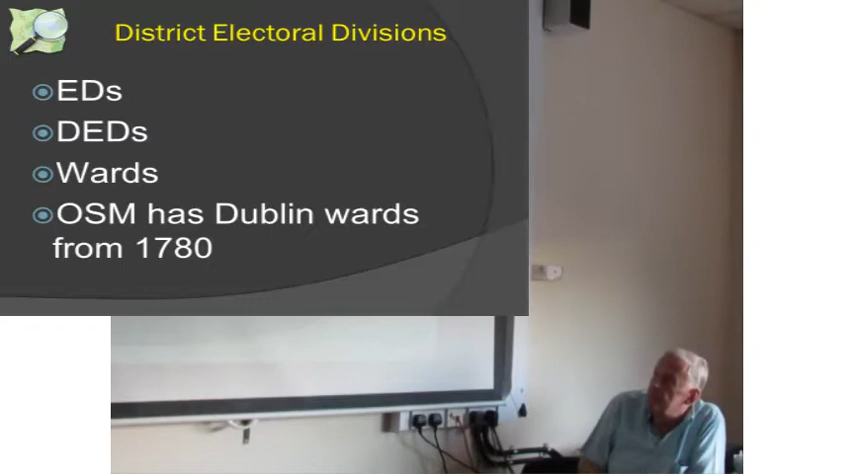 District Electoral Divisions
EDs
DEDs
Wards
OSM has Dublin wards
from 1780